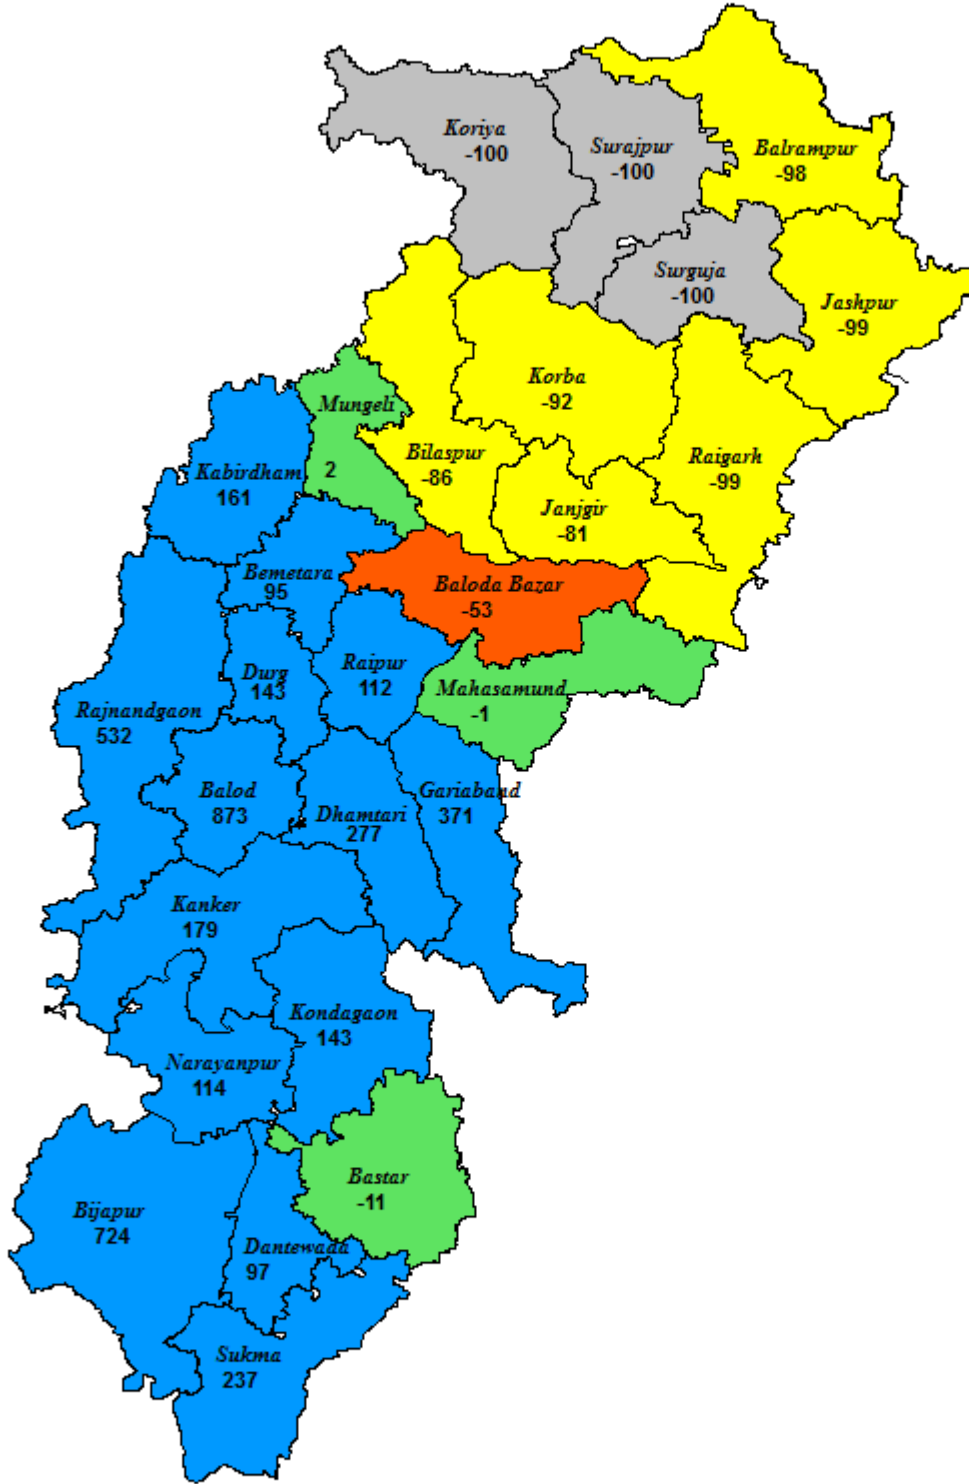 Koriya
-100
Surajpur
-100
Balrampur
-98
Surguja
-100
Jashpur
-99
Korba
-92
Mungeli
2
Bilaspur
-86
Raigarh
-99
Kabirdham
161
Janjgir
-81
Bemetara
95
Baloda Bazar
-53
Durg
143
Raipur
112
Mahasamund
-1
Rajnandgaon
532
Balod
873
Dhamtari
277
Gariaband
371
Kanker
179
Kondagaon
143
Narayanpur
114
Bastar
-11
Bijapur
724
Dantewada
97
Sukma
237